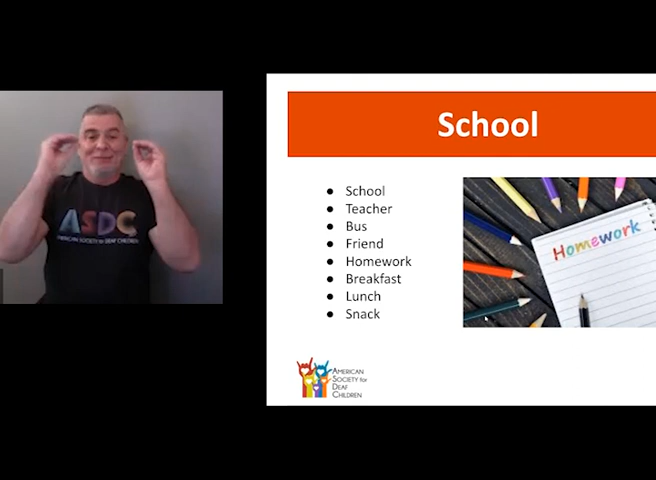 ASDC
AMERICAN SOCIETY for DEAF CHILDREN
School
● School
● Teacher
● Bus
● Friend
● Homework
● Breakfast
● Lunch
● Snack
Homework
AMERICAN
SOCIETY for
DEAF
CHILDREN